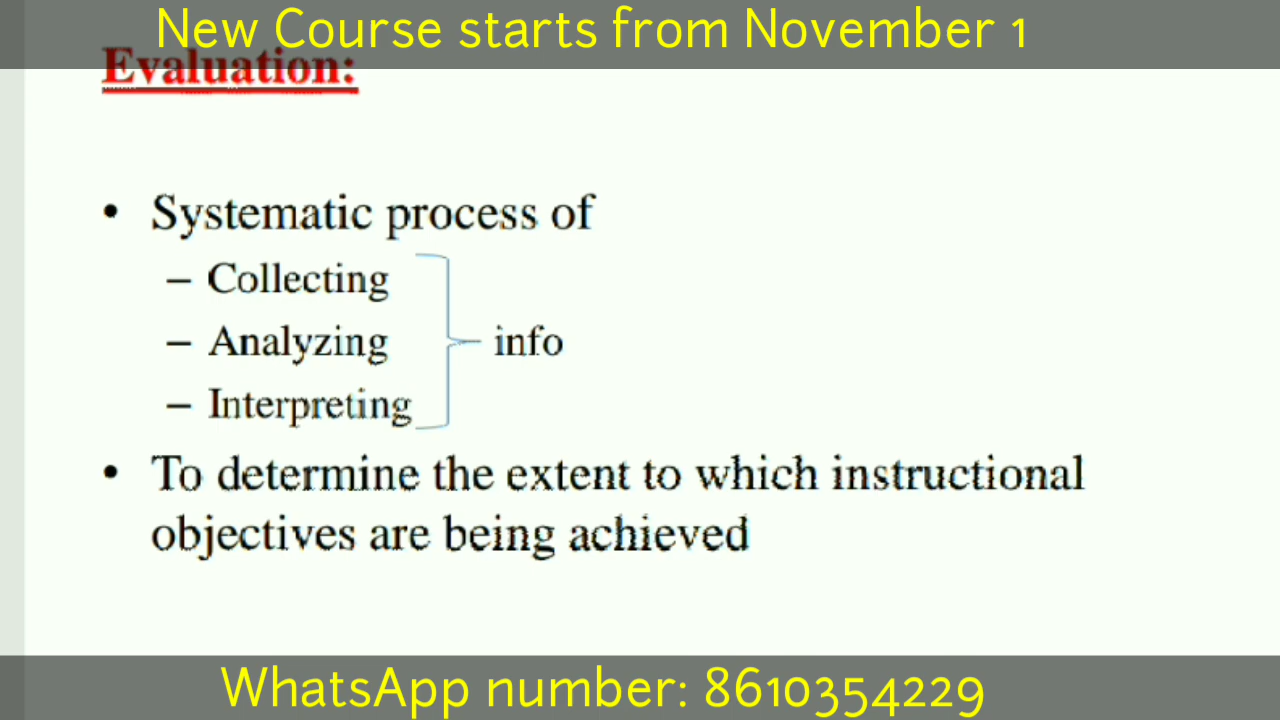 New Course starts from November 1
Evaluation:
• Systematic process of
– Collecting
– Analyzing
info
– Interpreting
• To determine the extent to which instructional
objectives are being achieved
WhatsApp number: 8610354229